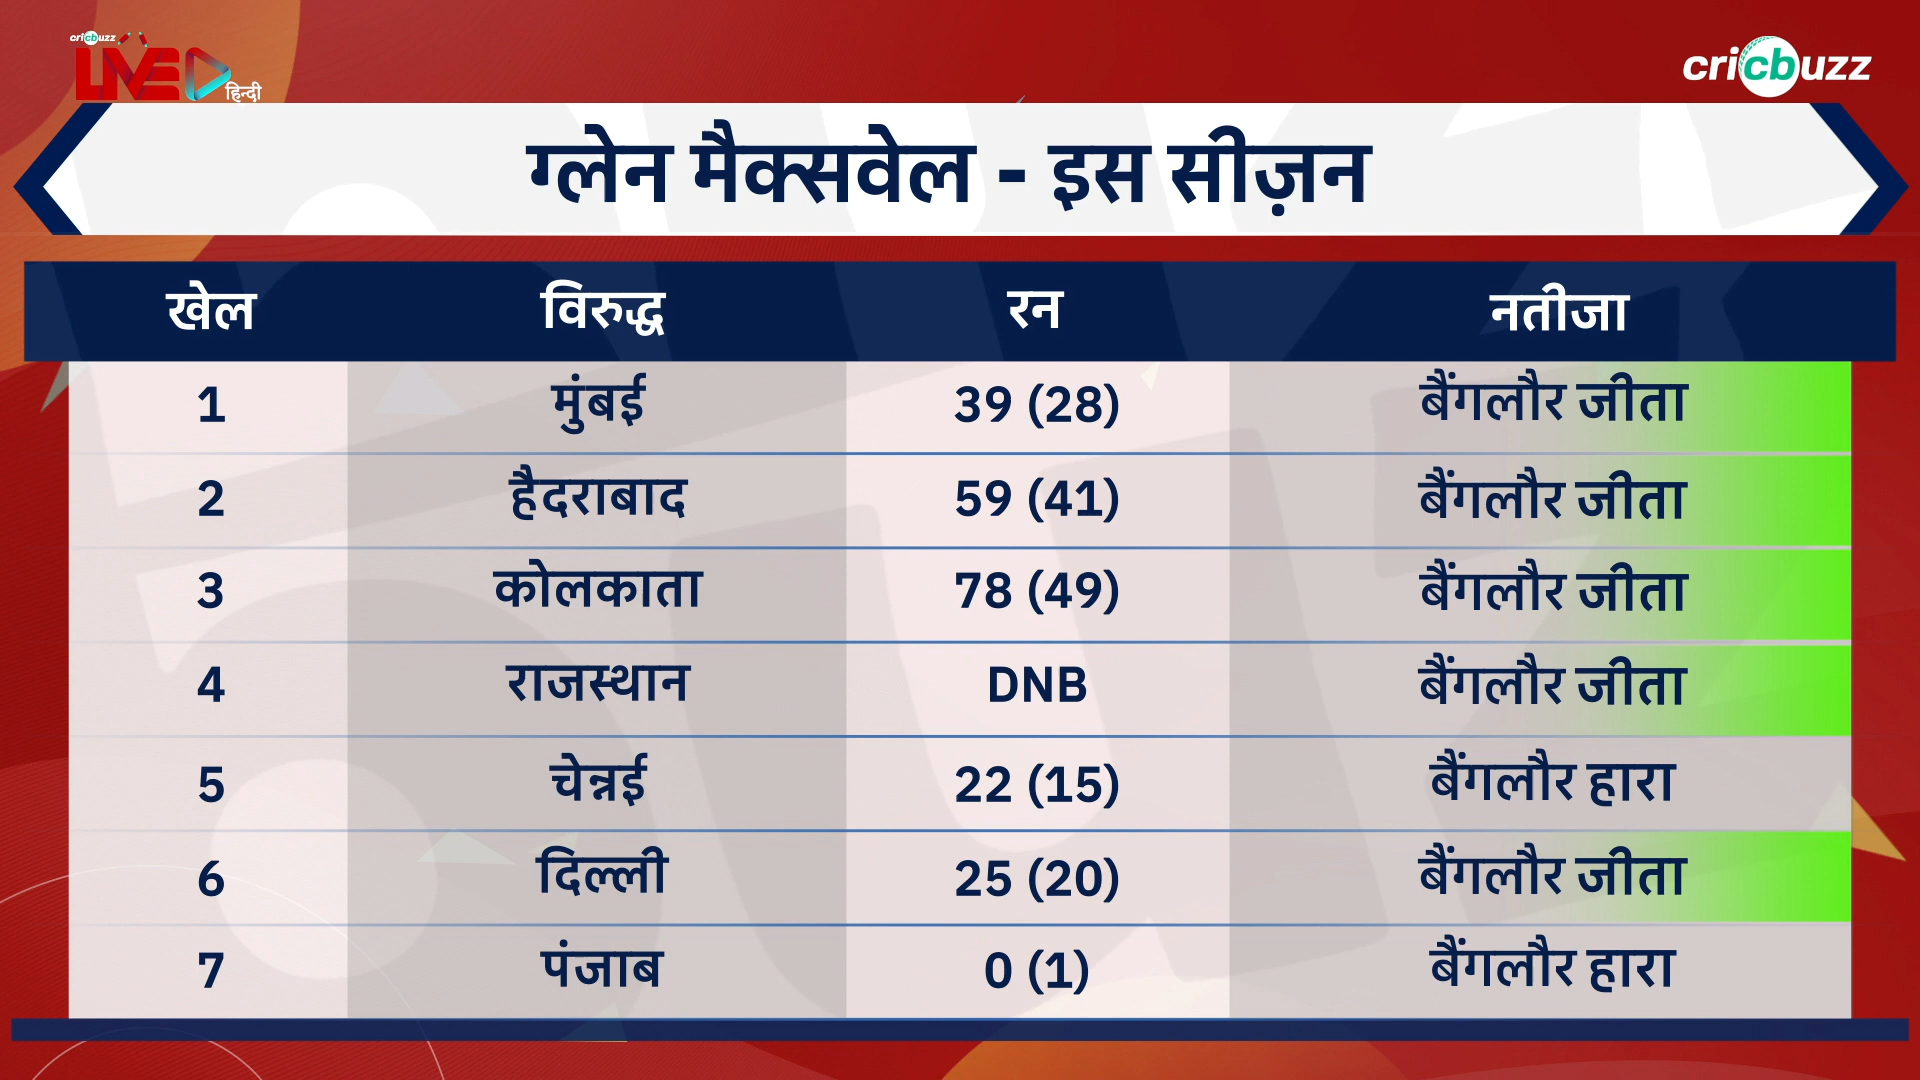 cricbuzz
LIVE
हिन्दी
cricbuzz
ग्लेन मैक्सवेल - इस सीज़न
खेल विरुद्ध रन नतीजा
1 मुंबई 39 (28) बैंगलौर जीता
2 हैदराबाद 59 (41) बैंगलौर जीता
3 कोलकाता 78 (49) बैंगलौर जीता
4 राजस्थान DNB बैंगलौर जीता
5 चेन्नई 22 (15) बैंगलौर हारा
6 दिल्ली 25 (20) बैंगलौर जीता
7 पंजाब 0 (1) बैंगलौर हारा